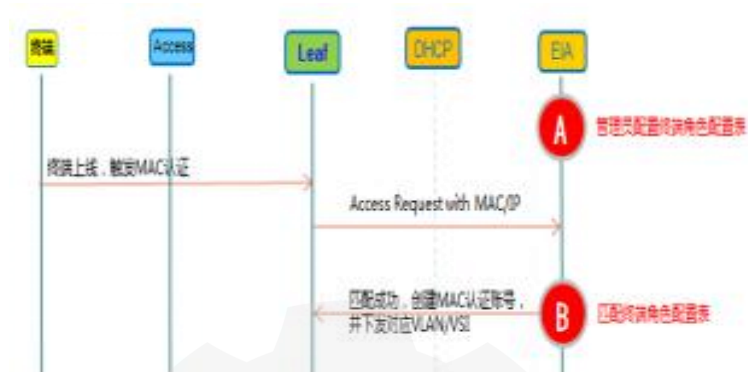 终端
Access
Leaf
DHCP
EIA
A
管理员配置终端角色配置表
终端上线，触发MAC认证
Access Request with MAC/IP
匹配成功，创建MAC认证账号，
并下发对应VLAN/VSI
B
匹配终端角色配置表